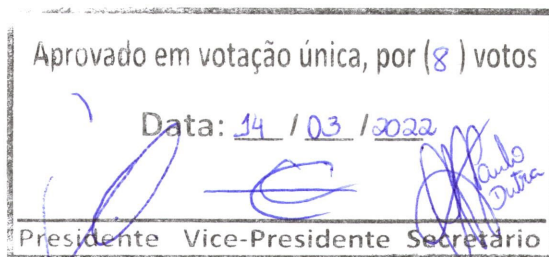 Aprovado em votação única, por (8) votos
Data: 14 / 03 / 2022
Paulo
Dutra
Presidente Vice-Presidente Secretário